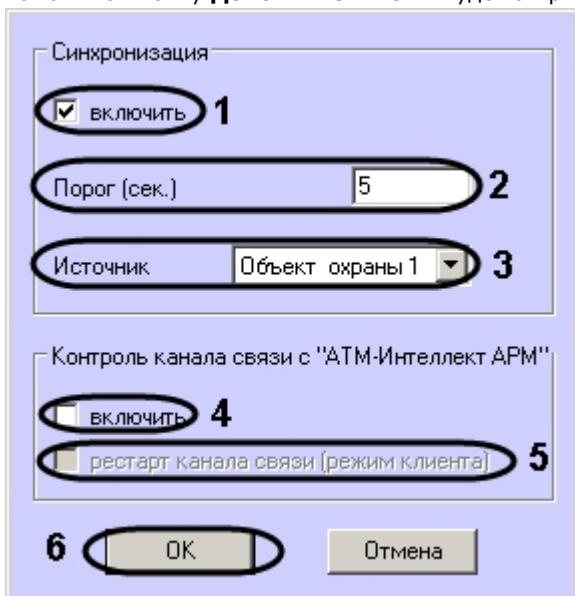 Синхронизация
включить 1
Порог (сек.) 5 2
Источник Объект охраны 1 3
Контроль канала связи с "АТМ-Интеллект АРМ"
включить 4
рестарт канала связи (режим клиента) 5
6 OK Отмена